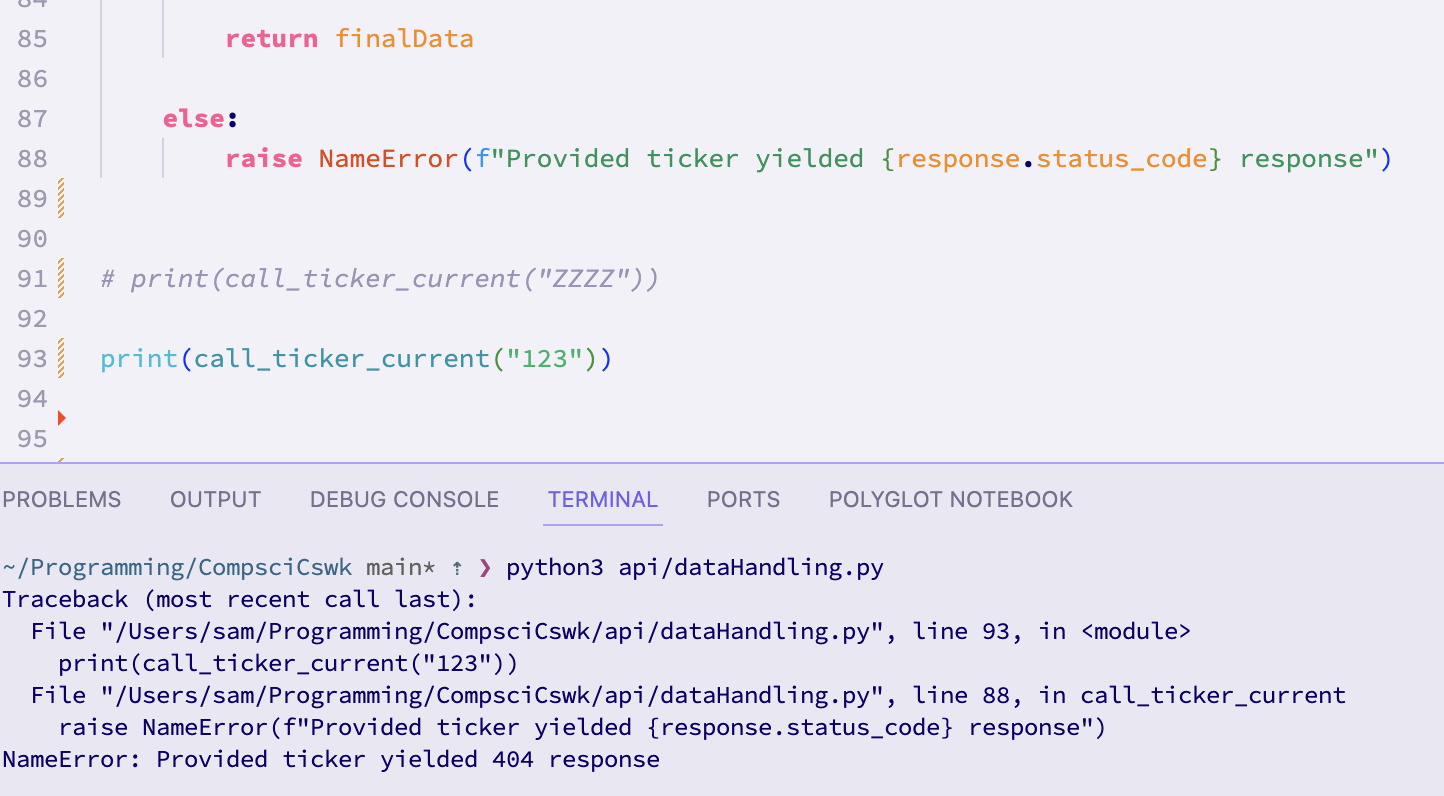 84
85 return finalData
86
87 else:
88 raise NameError(f"Provided ticker yielded {response.status_code} response")
89
90
91 # print(call_ticker_current("ZZZZ"))
92
93 print(call_ticker_current("123"))
94
95
PROBLEMS OUTPUT DEBUG CONSOLE TERMINAL PORTS POLYGLOT NOTEBOOK
~/Programming/CompsciCswk main* ⇡ ❯ python3 api/dataHandling.py
Traceback (most recent call last):
  File "/Users/sam/Programming/CompsciCswk/api/dataHandling.py", line 93, in <module>
    print(call_ticker_current("123"))
  File "/Users/sam/Programming/CompsciCswk/api/dataHandling.py", line 88, in call_ticker_current
    raise NameError(f"Provided ticker yielded {response.status_code} response")
NameError: Provided ticker yielded 404 response